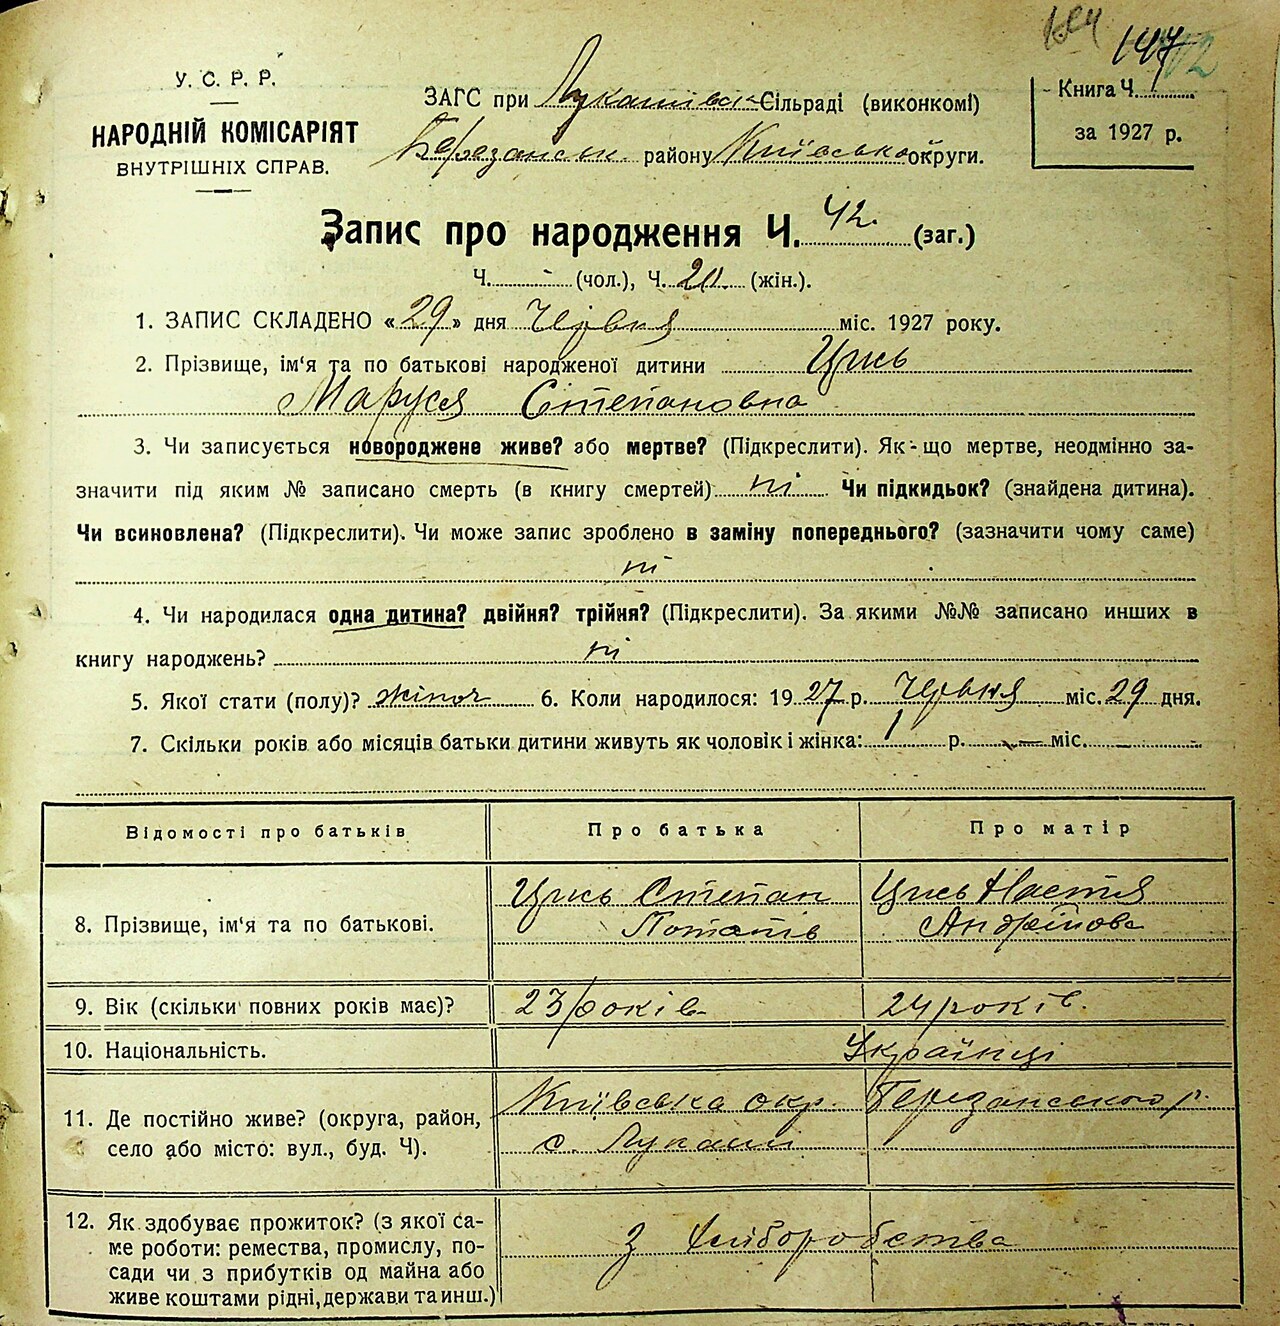 147
У. С. Р. Р.
НАРОДНІЙ КОМІСАРІЯТ
ВНУТРІШНІХ СПРАВ.
ЗАГС при Лукашівськ Сільраді (виконкомі)
Березанськ. району Київсько округи.
Книга Ч.
за 1927 р.
Запис про народження Ч. 42. (заг.)
Ч. - (чол.), Ч. 20. (жін.).
1. ЗАПИС СКЛАДЕНО «29» дня Червня міс. 1927 року.
2. Прізвище, ім‘я та по батькові народженої дитини Цись
Маруся Степановна
3. Чи записується новороджене живе? або мертве? (Підкреслити). Як-що мертве, неодмінно за-
значити під яким № записано смерть (в книгу смертей) ні Чи підкидьок? (знайдена дитина).
Чи всиновлена? (Підкреслити). Чи може запис зроблено в заміну попереднього? (зазначити чому саме)
ні
4. Чи народилася одна дитина? двійня? трійня? (Підкреслити). За якими №№ записано инших в
книгу народжень? ні
5. Якої стати (полу)? жіноч 6. Коли народилося: 1927 р. Червня міс. 29 дня.
7. Скільки років або місяців батьки дитини живуть як чоловік і жінка: 1 р. — міс. —
Відомості про батьків Про батька Про матір
8. Прізвище, ім‘я та по батькові. Цись Степан Цись Настя
Потапів Андрійова
9. Вік (скільки повних років має)? 23 років 24 років.
10. Національність. Українці
11. Де постійно живе? (округа, район, Київська окр. Березанського р.
село або місто: вул., буд. Ч). с Лукаші
12. Як здобуває прожиток? (з якої са- з хліборобства
ме роботи: ремества, промислу, по-
сади чи з прибутків од майна або
живе коштами рідні, держави та инш.)